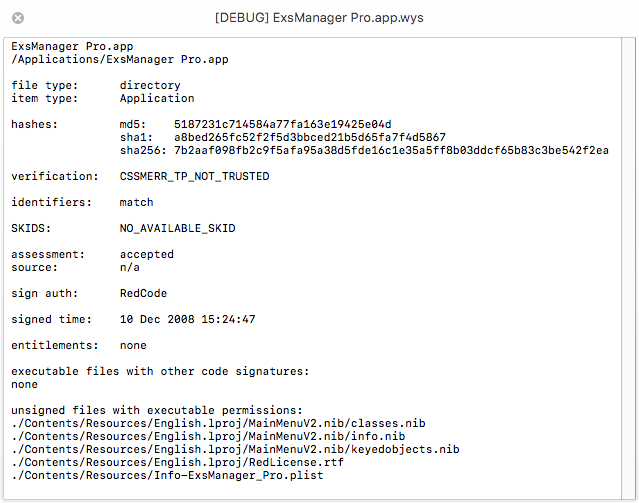 [DEBUG] ExsManager Pro.app.wys
ExsManager Pro.app
/Applications/ExsManager Pro.app
file type: directory
item type: Application
hashes: md5: 5187231c714584a77fa163e19425e04d
sha1: a8bed265fc52f2f5d3bbced21b5d65fa7f4d5867
sha256: 7b2aaf098fb2c9f5afa95a38d5fde16c1e35a5ff8b03ddcf65b83c3be542f2ea
verification: CSSMERR_TP_NOT_TRUSTED
identifiers: match
SKIDS: NO_AVAILABLE_SKID
assessment: accepted
source: n/a
sign auth: RedCode
signed time: 10 Dec 2008 15:24:47
entitlements: none
executable files with other code signatures:
none
unsigned files with executable permissions:
./Contents/Resources/English.lproj/MainMenuV2.nib/classes.nib
./Contents/Resources/English.lproj/MainMenuV2.nib/info.nib
./Contents/Resources/English.lproj/MainMenuV2.nib/keyedobjects.nib
./Contents/Resources/English.lproj/RedLicense.rtf
./Contents/Resources/Info-ExsManager_Pro.plist